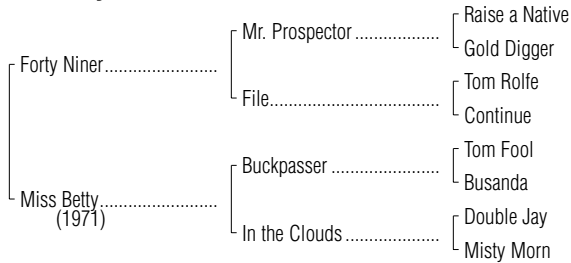 Raise a Native
Mr. Prospector ..................
Gold Digger
Forty Niner........................
Tom Rolfe
File.....................................
Continue
Tom Fool
Buckpasser .......................
Busanda
Miss Betty.........................
(1971)
Double Jay
In the Clouds ....................
Misty Morn